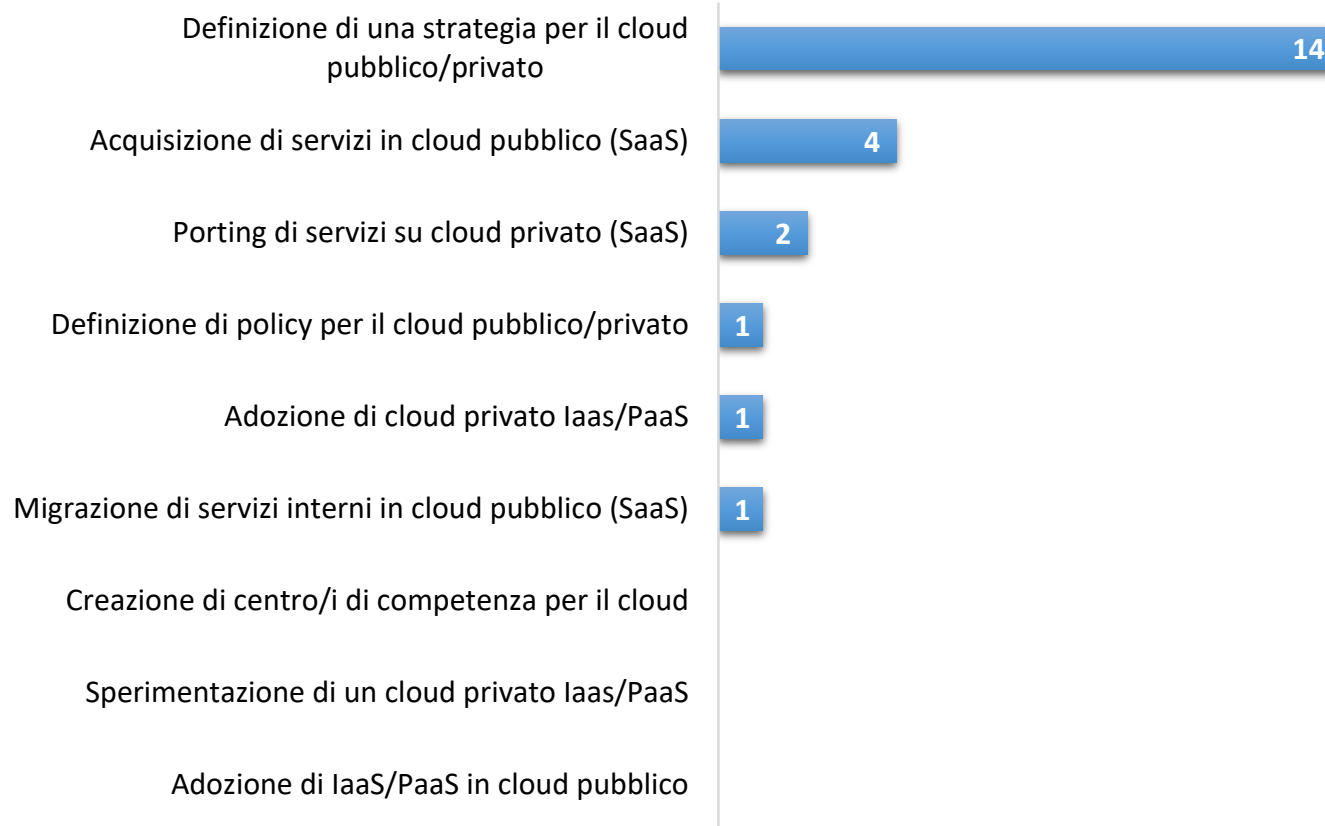 Definizione di una strategia per il cloud
pubblico/privato
14
Acquisizione di servizi in cloud pubblico (SaaS)
4
Porting di servizi su cloud privato (SaaS)
2
Definizione di policy per il cloud pubblico/privato
1
Adozione di cloud privato Iaas/PaaS
1
Migrazione di servizi interni in cloud pubblico (SaaS)
1
Creazione di centro/i di competenza per il cloud
Sperimentazione di un cloud privato Iaas/PaaS
Adozione di IaaS/PaaS in cloud pubblico